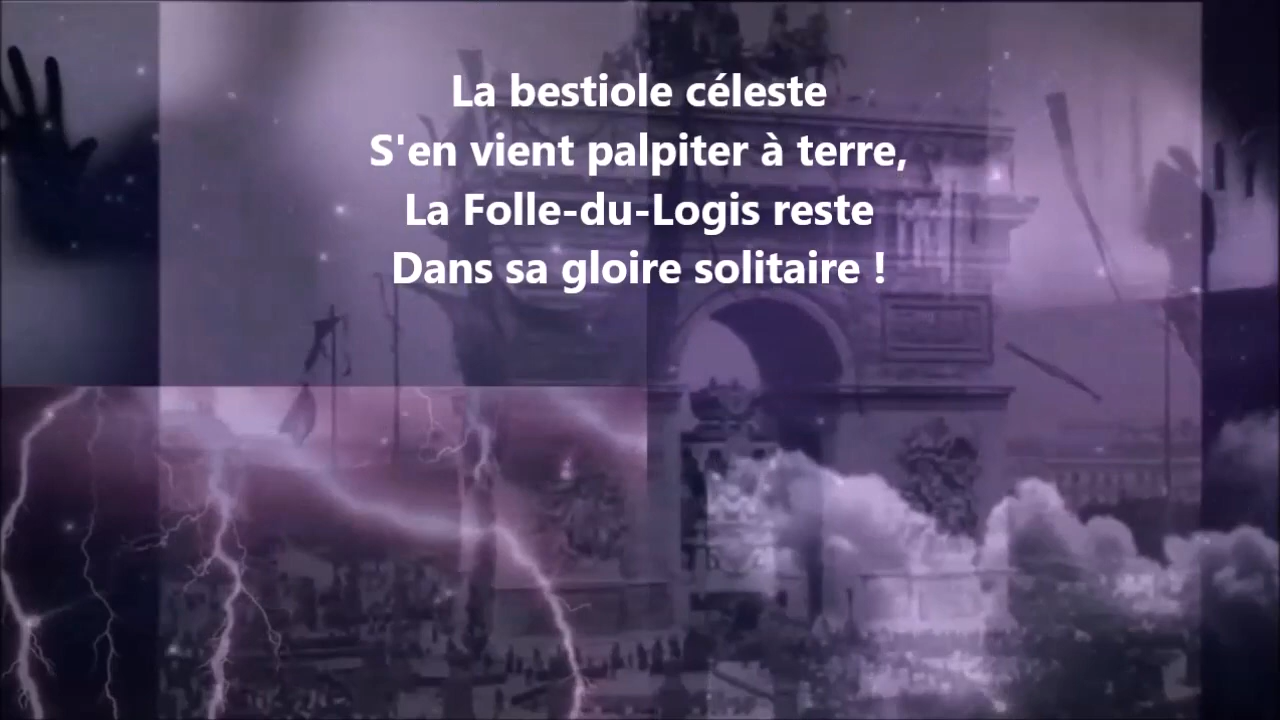 La bestiole céleste
S'en vient palpiter à terre,
La Folle-du-Logis reste
Dans sa gloire solitaire !